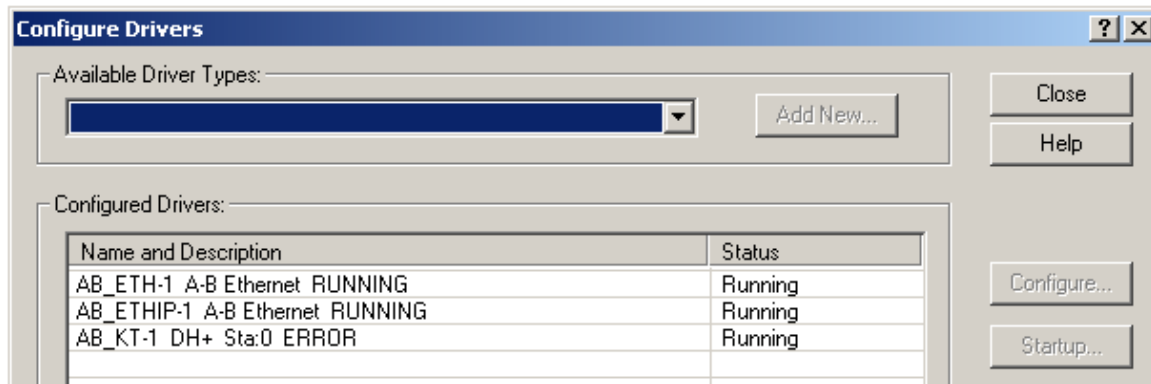 Configure Drivers
Available Driver Types:
Add New...
Close
Help
Configured Drivers:
Name and Description Status
AB_ETH-1 A-B Ethernet RUNNING Running
AB_ETHIP-1 A-B Ethernet RUNNING Running
AB_KT-1 DH+ Sta:0 ERROR Running
Configure...
Startup...